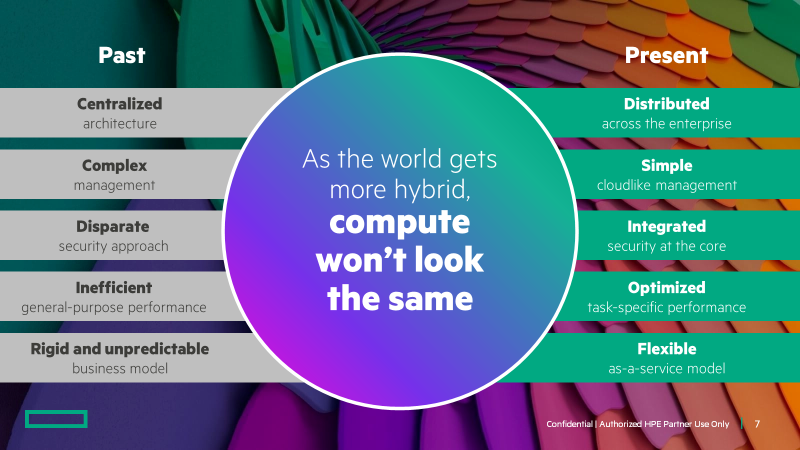 Past
Present
Centralized
architecture
Complex
management
Disparate
security approach
Inefficient
general-purpose performance
Rigid and unpredictable
business model
As the world gets
more hybrid,
compute
won’t look
the same
Distributed
across the enterprise
Simple
cloudlike management
Integrated
security at the core
Optimized
task-specific performance
Flexible
as-a-service model
Confidential | Authorized HPE Partner Use Only | 7